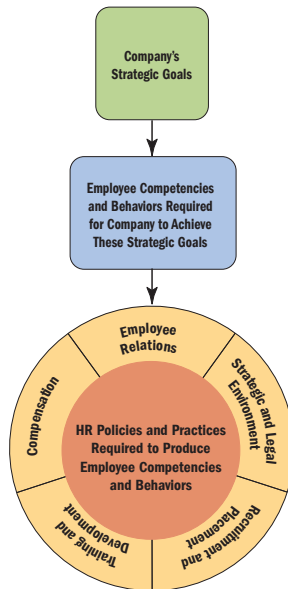 Company's
Strategic Goals
Employee Competencies
and Behaviors Required
for Company to Achieve
These Strategic Goals
Employee
Relations
Compensation
Strategic and Legal
Environment
HR Policies and Practices
Required to Produce
Employee Competencies
and Behaviors
Training and
Development
Recruitment and
Placement